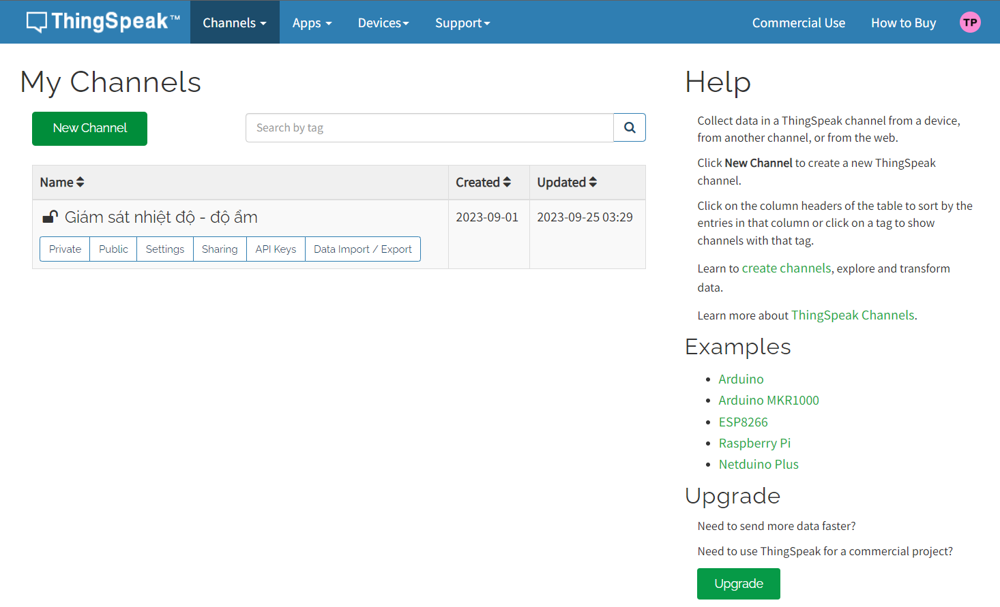 ThingSpeak™ Channels Apps Devices Support Commercial Use How to Buy TP
My Channels
New Channel
Search by tag
Name Created Updated
Giám sát nhiệt độ - độ ẩm 2023-09-01 2023-09-25 03:29
Private Public Settings Sharing API Keys Data Import / Export
Help
Collect data in a ThingSpeak channel from a device,
from another channel, or from the web.
Click New Channel to create a new ThingSpeak
channel.
Click on the column headers of the table to sort by the
entries in that column or click on a tag to show
channels with that tag.
Learn to create channels, explore and transform
data.
Learn more about ThingSpeak Channels.
Examples
Arduino
Arduino MKR1000
ESP8266
Raspberry Pi
Netduino Plus
Upgrade
Need to send more data faster?
Need to use ThingSpeak for a commercial project?
Upgrade